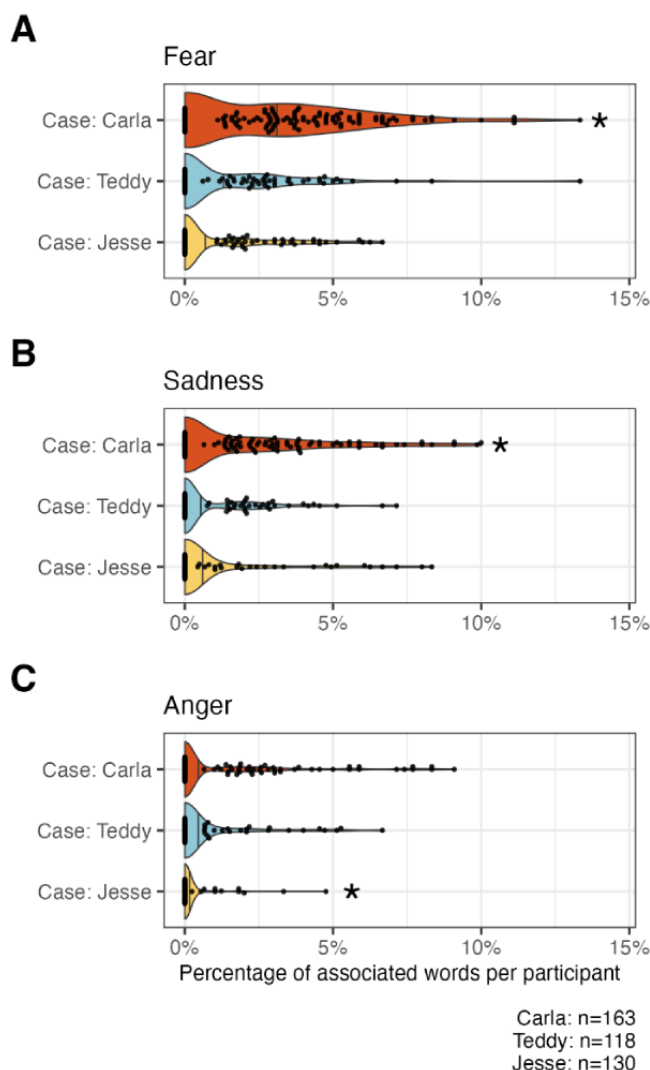 A
Fear
Case: Carla
*
Case: Teddy
Case: Jesse
0% 5% 10% 15%
B
Sadness
Case: Carla
*
Case: Teddy
Case: Jesse
0% 5% 10% 15%
C
Anger
Case: Carla
Case: Teddy
Case: Jesse
*
0% 5% 10% 15%
Percentage of associated words per participant
Carla: n=163
Teddy: n=118
Jesse: n=130